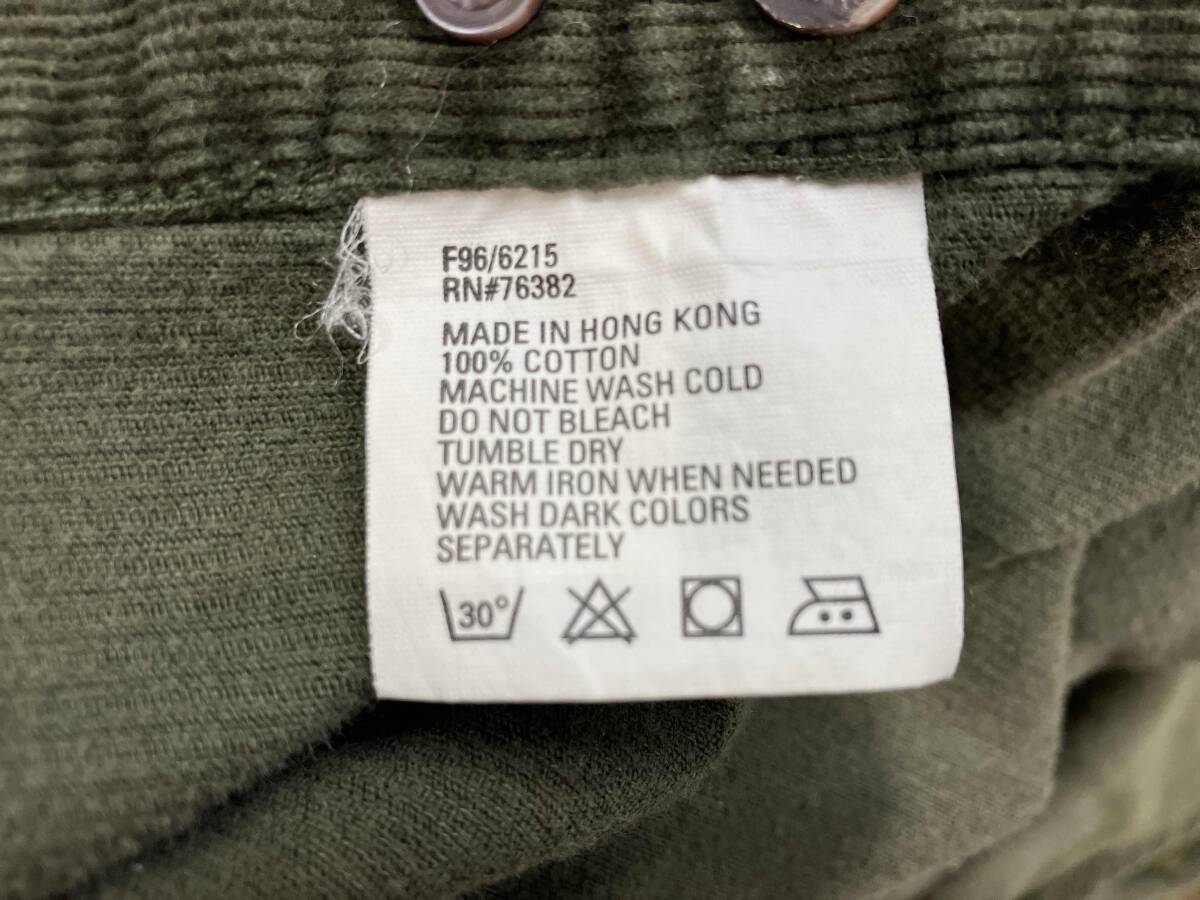 F96/6215
RN#76382
MADE IN HONG KONG
100% COTTON
MACHINE WASH COLD
DO NOT BLEACH
TUMBLE DRY
WARM IRON WHEN NEEDED
WASH DARK COLORS
SEPARATELY
30°